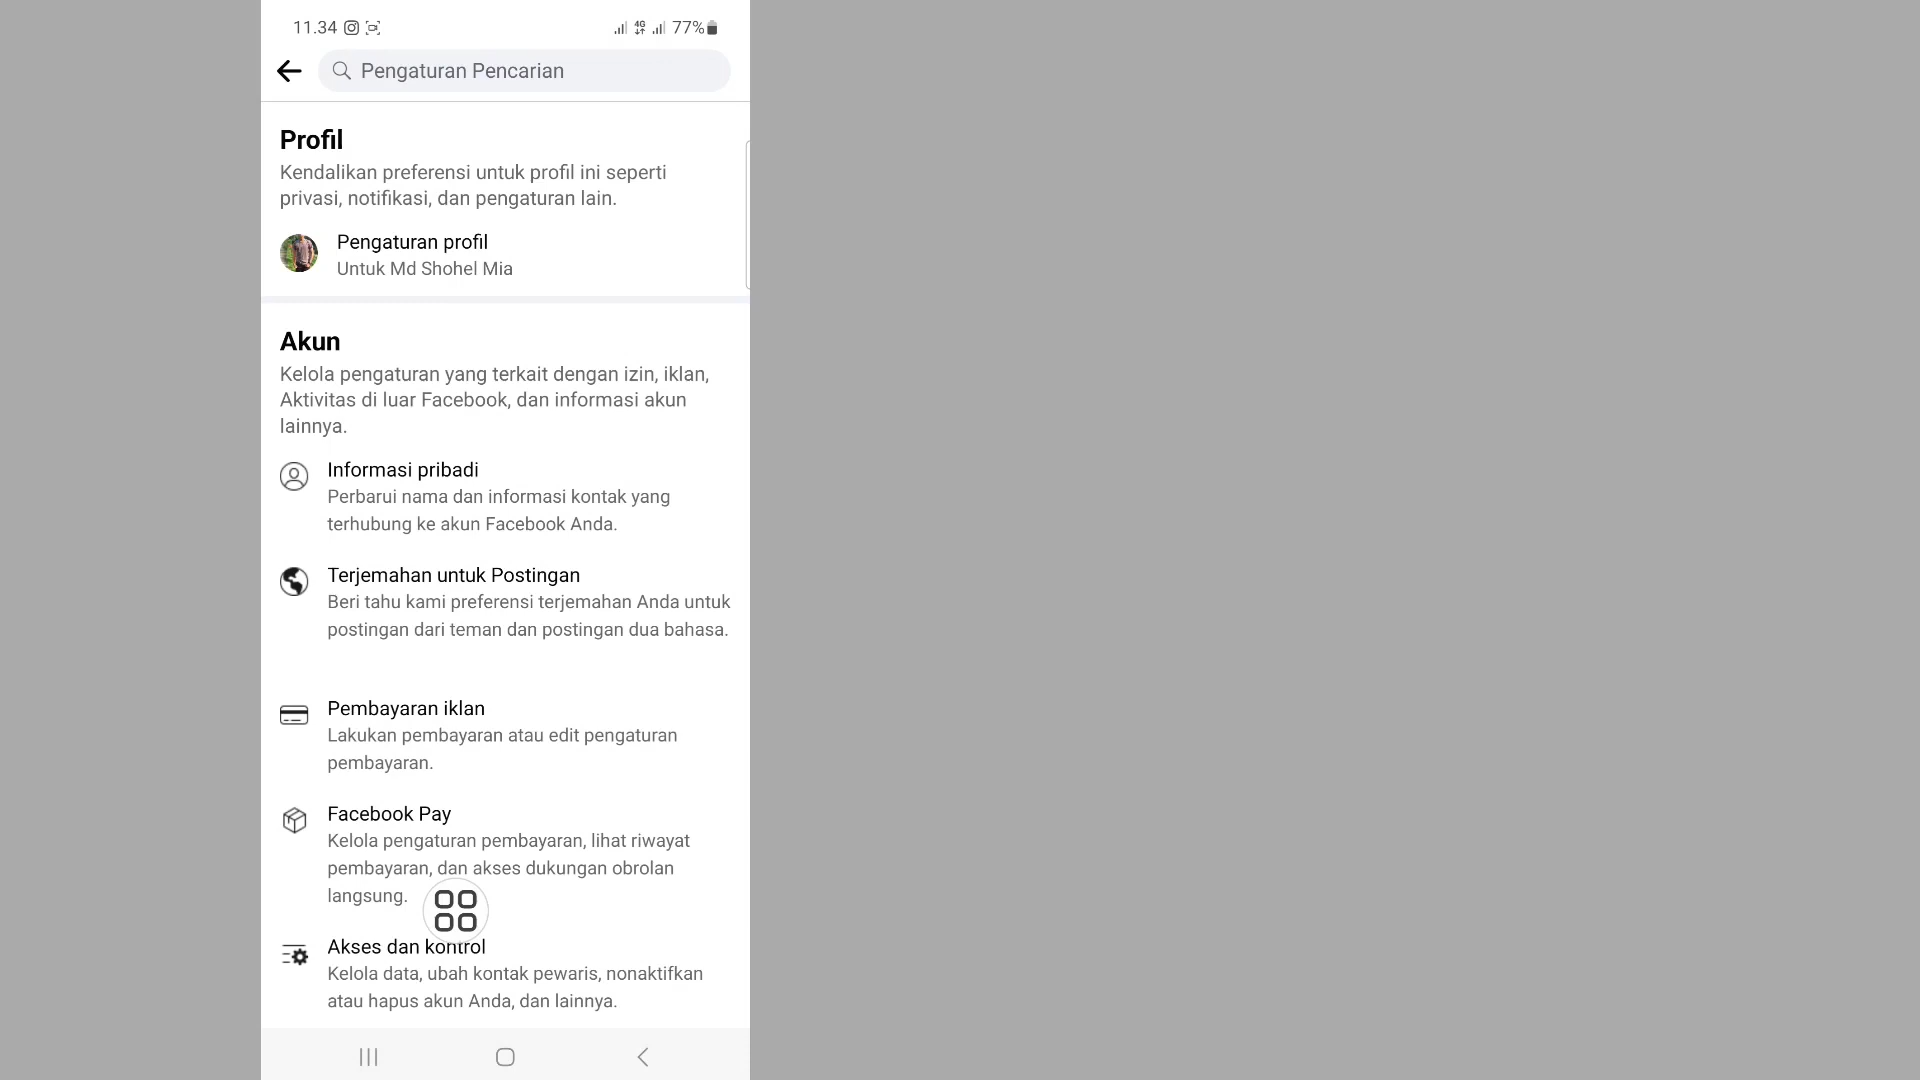 11.34
4G
77%
Pengaturan Pencarian
Profil
Kendalikan preferensi untuk profil ini seperti
privasi, notifikasi, dan pengaturan lain.
Pengaturan profil
Untuk Md Shohel Mia
Akun
Kelola pengaturan yang terkait dengan izin, iklan,
Aktivitas di luar Facebook, dan informasi akun
lainnya.
Informasi pribadi
Perbarui nama dan informasi kontak yang
terhubung ke akun Facebook Anda.
Terjemahan untuk Postingan
Beri tahu kami preferensi terjemahan Anda untuk
postingan dari teman dan postingan dua bahasa.
Pembayaran iklan
Lakukan pembayaran atau edit pengaturan
pembayaran.
Facebook Pay
Kelola pengaturan pembayaran, lihat riwayat
pembayaran, dan akses dukungan obrolan
langsung.
Akses dan kontrol
Kelola data, ubah kontak pewaris, nonaktifkan
atau hapus akun Anda, dan lainnya.